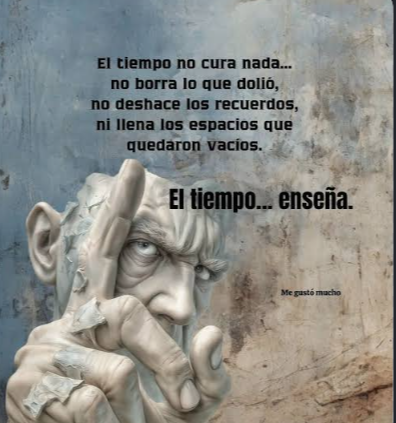 El tiempo no cura nada...
no borra lo que dolió,
no deshace los recuerdos,
ni llena los espacios que
quedaron vacíos.
El tiempo... enseña.
Me gustó mucho